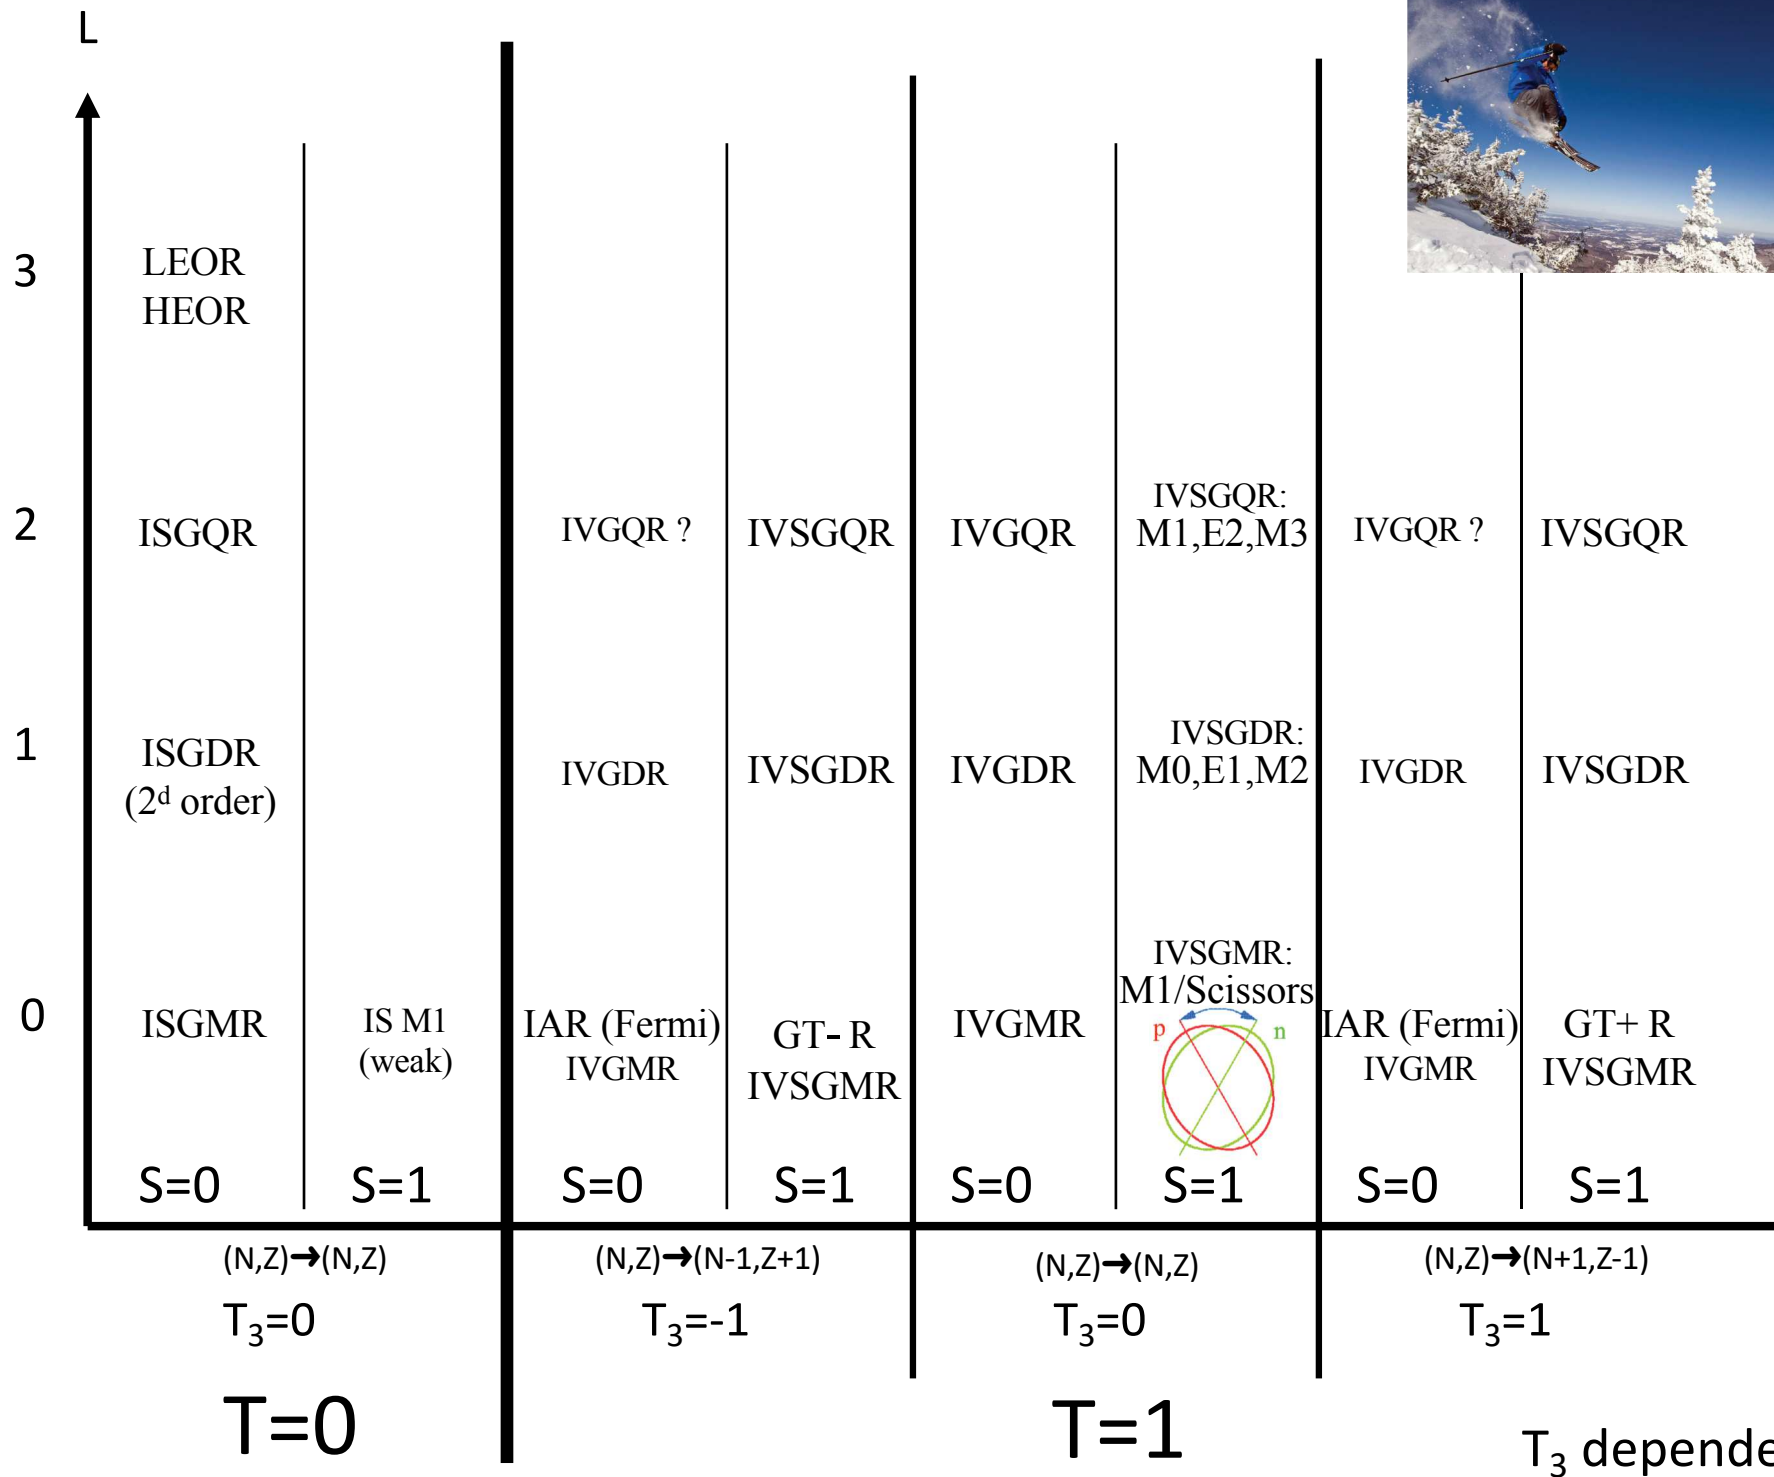 L
3
LEOR
HEOR
2
ISGQR
IVGQR ?
IVSGQR
IVGQR
IVSGQR:
M1,E2,M3
IVGQR ?
IVSGQR
1
ISGDR
(2ᵈ order)
IVGDR
IVSGDR
IVGDR
IVSGDR:
M0,E1,M2
IVGDR
IVSGDR
0
ISGMR
IS M1
(weak)
IAR (Fermi)
IVGMR
GT- R
IVSGMR
IVGMR
IVSGMR:
M1/Scissors
p
n
IAR (Fermi)
IVGMR
GT+ R
IVSGMR
S=0
S=1
S=0
S=1
S=0
S=1
S=0
S=1
(N,Z)➞(N,Z)
(N,Z)➞(N-1,Z+1)
(N,Z)➞(N,Z)
(N,Z)➞(N+1,Z-1)
T₃=0
T₃=-1
T₃=0
T₃=1
T=0
T=1
T₃ depende